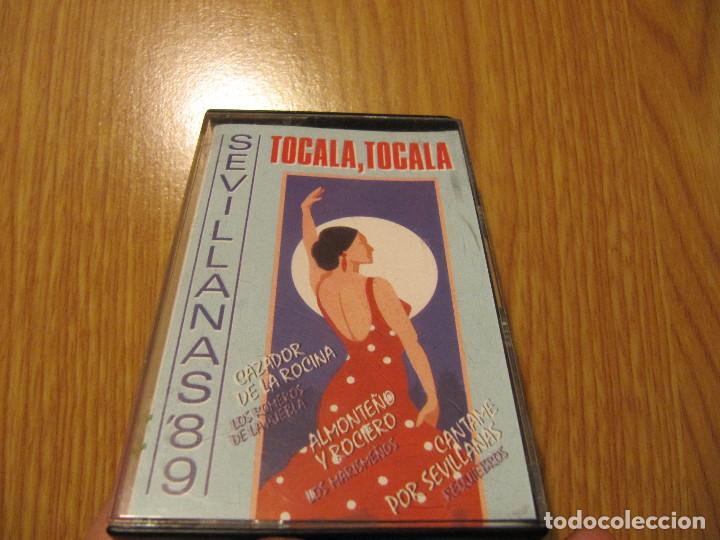 SEVILLANAS '89
TOCALA, TOCALA
CAZADOR
DE LA ROCINA
LOS ROMEROS
DE LA PUEBLA
ALMONTEÑO
Y ROCIERO
LOS MARISMEÑOS
CANTAME
POR SEVILLANAS
REQUIEBROS
todocoleccion.net